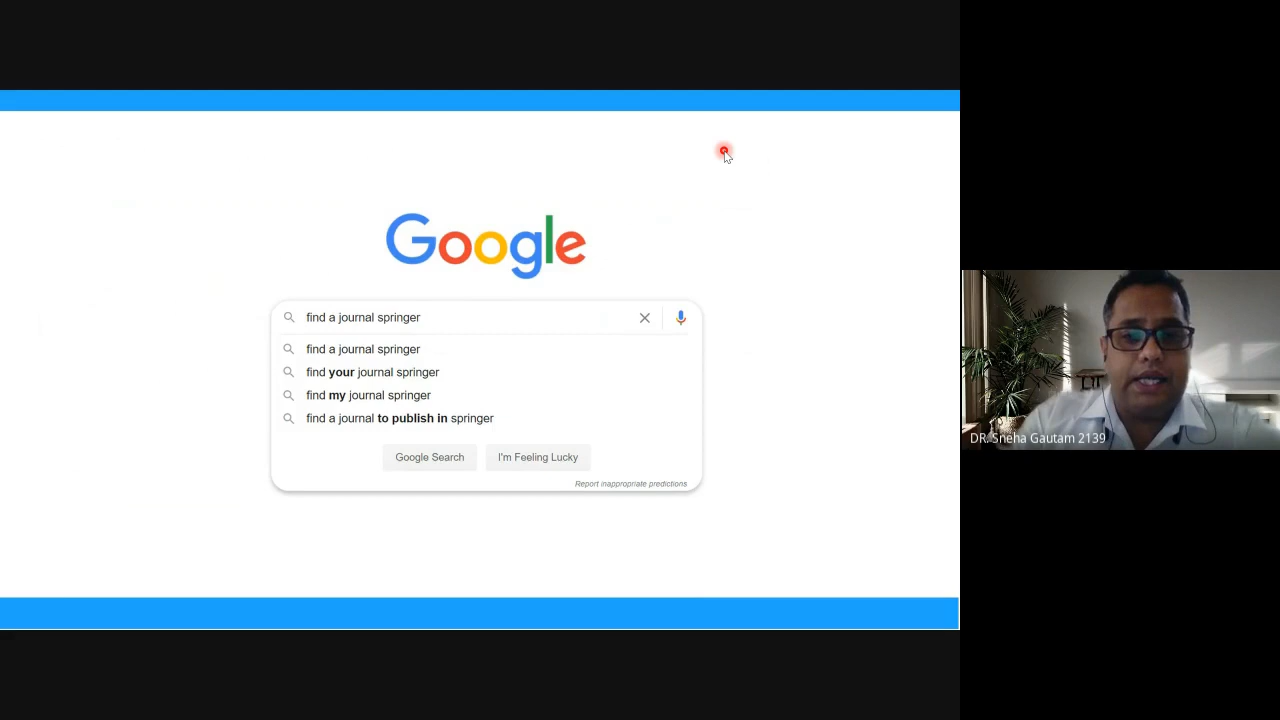 Google
find a journal springer
find a journal springer
find your journal springer
find my journal springer
find a journal to publish in springer
Google Search
I'm Feeling Lucky
Report inappropriate predictions
DR. Sneha Gautam 2139